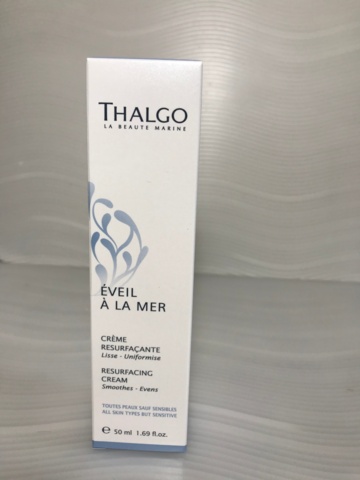 THALGO
LA BEAUTE MARINE
ÉVEIL
À LA MER
CRÈME
RESURFAÇANTE
Lisse - Uniformise
RESURFACING
CREAM
Smoothes - Evens
TOUTES PEAUX SAUF SENSIBLES
ALL SKIN TYPES BUT SENSITIVE
e 50 ml 1.69 fl.oz.